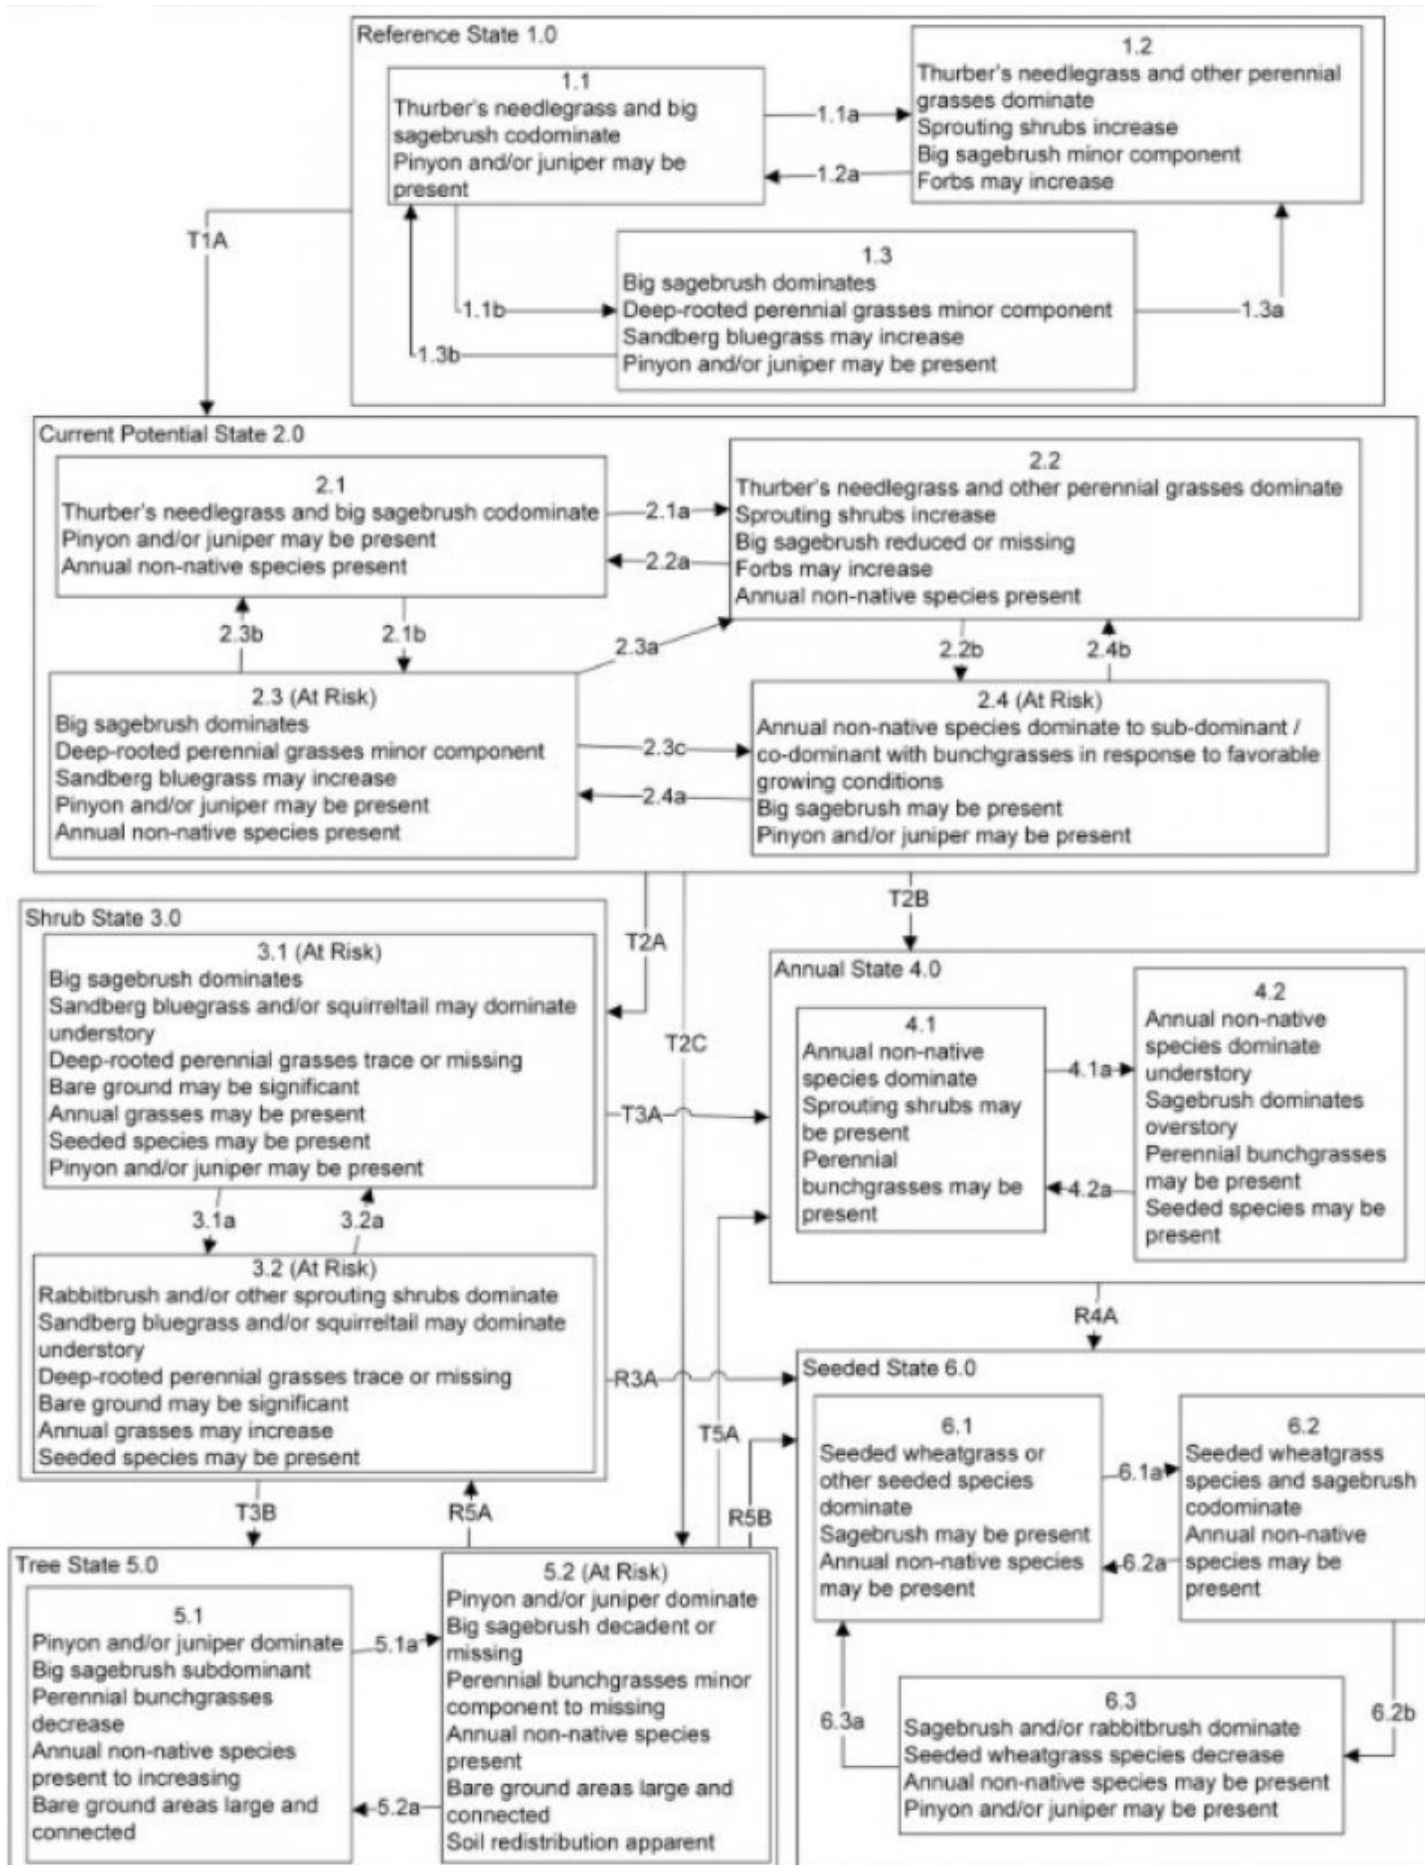 Reference State 1.0
1.1
Thurber's needlegrass and big
sagebrush codominate
Pinyon and/or juniper may be
present
1.1a
1.2a
1.2
Thurber's needlegrass and other perennial
grasses dominate
Sprouting shrubs increase
Big sagebrush minor component
Forbs may increase
T1A
1.1b
1.3b
1.3
Big sagebrush dominates
Deep-rooted perennial grasses minor component
Sandberg bluegrass may increase
Pinyon and/or juniper may be present
1.3a
Current Potential State 2.0
2.1
Thurber's needlegrass and big sagebrush codominate
Pinyon and/or juniper may be present
Annual non-native species present
2.1a
2.2a
2.2
Thurber's needlegrass and other perennial grasses dominate
Sprouting shrubs increase
Big sagebrush reduced or missing
Forbs may increase
Annual non-native species present
2.3b
2.1b
2.3a
2.2b
2.4b
2.3 (At Risk)
Big sagebrush dominates
Deep-rooted perennial grasses minor component
Sandberg bluegrass may increase
Pinyon and/or juniper may be present
Annual non-native species present
2.3c
2.4a
2.4 (At Risk)
Annual non-native species dominate to sub-dominant /
co-dominant with bunchgrasses in response to favorable
growing conditions
Big sagebrush may be present
Pinyon and/or juniper may be present
T2A
T2C
T2B
Shrub State 3.0
3.1 (At Risk)
Big sagebrush dominates
Sandberg bluegrass and/or squirreltail may dominate
understory
Deep-rooted perennial grasses trace or missing
Bare ground may be significant
Annual grasses may be present
Seeded species may be present
Pinyon and/or juniper may be present
T3A
3.1a
3.2a
3.2 (At Risk)
Rabbitbrush and/or other sprouting shrubs dominate
Sandberg bluegrass and/or squirreltail may dominate
understory
Deep-rooted perennial grasses trace or missing
Bare ground may be significant
Annual grasses may increase
Seeded species may be present
R3A
Annual State 4.0
4.1
Annual non-native
species dominate
Sprouting shrubs may
be present
Perennial
bunchgrasses may be
present
4.1a
4.2a
4.2
Annual non-native
species dominate
understory
Sagebrush dominates
overstory
Perennial bunchgrasses
may be present
Seeded species may be
present
R4A
T3B
R5A
T5A
R5B
Tree State 5.0
5.1
Pinyon and/or juniper dominate
Big sagebrush subdominant
Perennial bunchgrasses
decrease
Annual non-native species
present to increasing
Bare ground areas large and
connected
5.1a
5.2a
5.2 (At Risk)
Pinyon and/or juniper dominate
Big sagebrush decadent or
missing
Perennial bunchgrasses minor
component to missing
Annual non-native species
present
Bare ground areas large and
connected
Soil redistribution apparent
Seeded State 6.0
6.1
Seeded wheatgrass or
other seeded species
dominate
Sagebrush may be present
Annual non-native species
may be present
6.1a
6.2a
6.2
Seeded wheatgrass
species and sagebrush
codominate
Annual non-native
species may be
present
6.3a
6.2b
6.3
Sagebrush and/or rabbitbrush dominate
Seeded wheatgrass species decrease
Annual non-native species may be present
Pinyon and/or juniper may be present